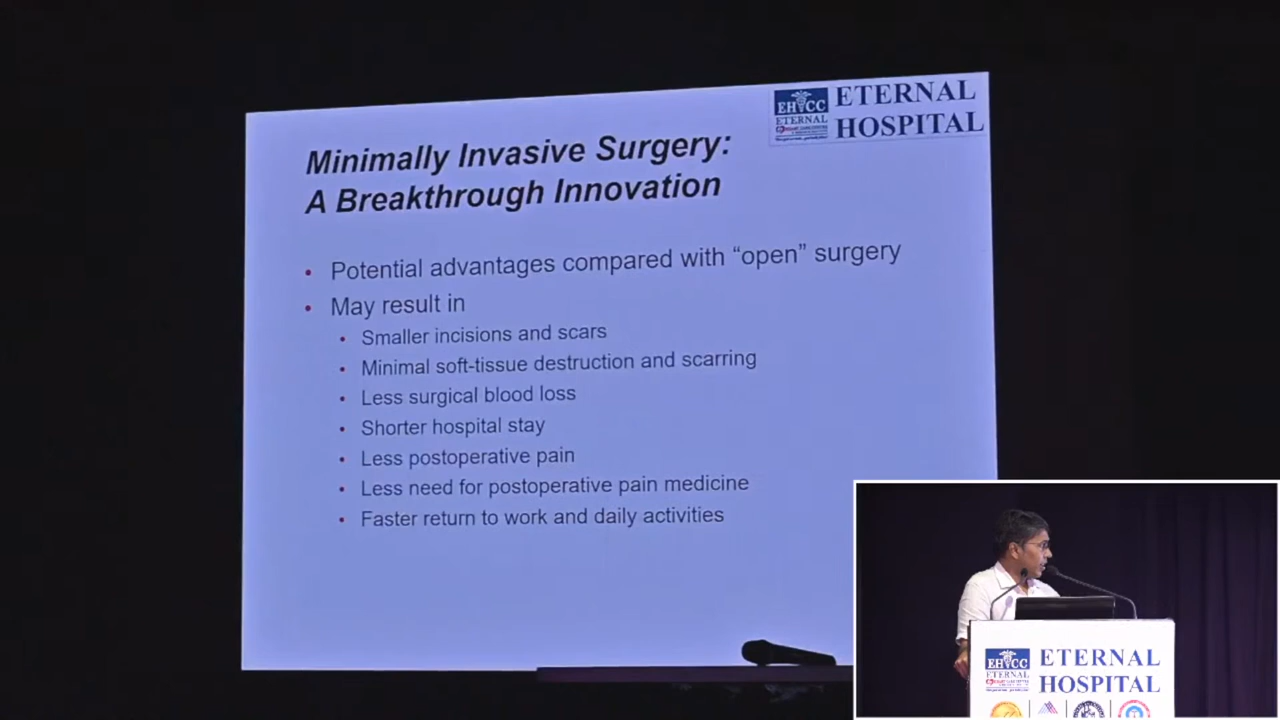 EHCC
ETERNAL
ETERNAL
HOSPITAL
Minimally Invasive Surgery:
A Breakthrough Innovation
• Potential advantages compared with “open” surgery
• May result in
• Smaller incisions and scars
• Minimal soft-tissue destruction and scarring
• Less surgical blood loss
• Shorter hospital stay
• Less postoperative pain
• Less need for postoperative pain medicine
• Faster return to work and daily activities
EHCC
ETERNAL
ETERNAL
HOSPITAL